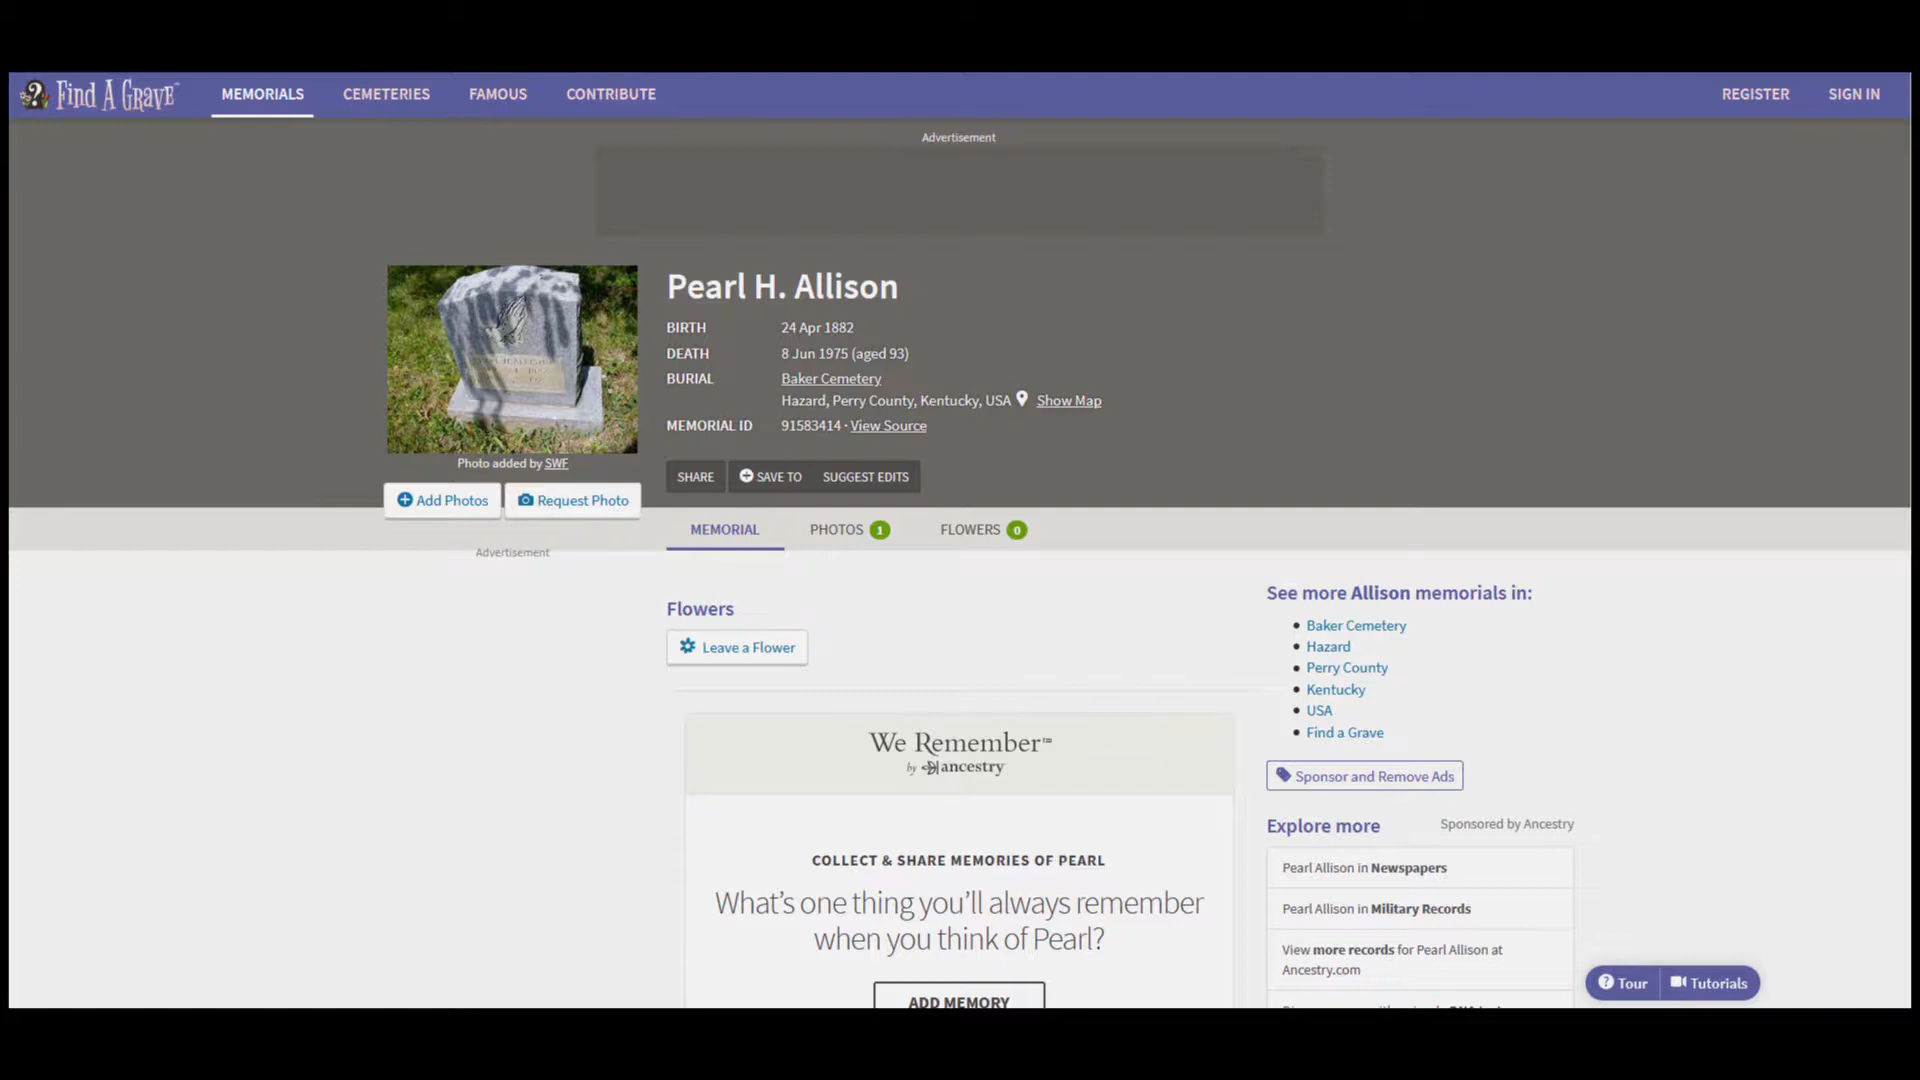 Find A Grave
MEMORIALS
CEMETERIES
FAMOUS
CONTRIBUTE
REGISTER
SIGN IN
Advertisement
Pearl H. Allison
BIRTH 24 Apr 1882
DEATH 8 Jun 1975 (aged 93)
BURIAL Baker Cemetery
Hazard, Perry County, Kentucky, USA Show Map
MEMORIAL ID 91583414 · View Source
Photo added by SWF
SHARE
SAVE TO
SUGGEST EDITS
Add Photos
Request Photo
MEMORIAL
PHOTOS 1
FLOWERS 0
Advertisement
Flowers
Leave a Flower
See more Allison memorials in:
Baker Cemetery
Hazard
Perry County
Kentucky
USA
Find a Grave
Sponsor and Remove Ads
We Remember™
by ancestry
COLLECT & SHARE MEMORIES OF PEARL
What's one thing you'll always remember
when you think of Pearl?
ADD MEMORY
Explore more
Sponsored by Ancestry
Pearl Allison in Newspapers
Pearl Allison in Military Records
View more records for Pearl Allison at
Ancestry.com
Tour
Tutorials